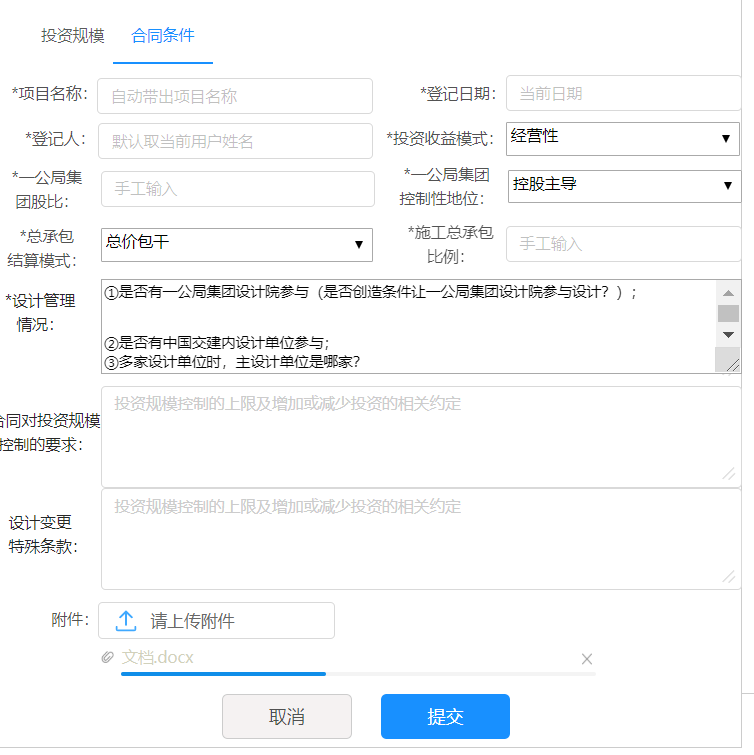 投资规模 合同条件
*项目名称: 自动带出项目名称 *登记日期: 当前日期
*登记人: 默认取当前用户姓名 *投资收益模式: 经营性
*一公局集
团股比: 手工输入 *一公局集团
控制性地位: 控股主导
*总承包
结算模式: 总价包干 *施工总承包
比例: 手工输入
*设计管理
情况:
①是否有一公局集团设计院参与（是否创造条件让一公局集团设计院参与设计？）;
②是否有中国交建内设计单位参与;
③多家设计单位时，主设计单位是哪家?
合同对投资规模
控制的要求:
投资规模控制的上限及增加或减少投资的相关约定
设计变更
特殊条款:
投资规模控制的上限及增加或减少投资的相关约定
附件: 请上传附件
文档.docx
取消 提交